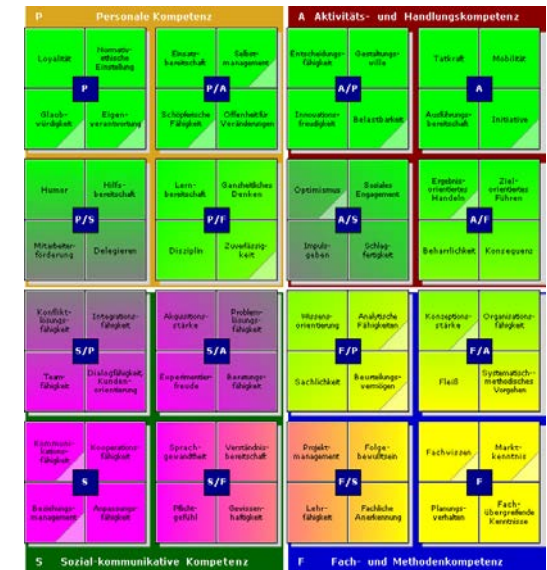 P Personale Kompetenz
A Aktivitäts- und Handlungskompetenz
Loyalität
Normativ-
ethische
Einstellung
P
Glaub-
würdigkeit
Eigen-
verantwortung
Einsatz-
bereitschaft
Selbst-
management
P/A
Schöpferische
Fähigkeit
Offenheit für
Veränderungen
Entscheidungs-
fähigkeit
Gestaltungs-
wille
A/P
Innovations-
freudigkeit
Belastbarkeit
Tatkraft
Mobilität
A
Ausführungs-
bereitschaft
Initiative
Humor
Hilfs-
bereitschaft
P/S
Mitarbeiter-
förderung
Delegieren
Lern-
bereitschaft
Ganzheitliches
Denken
P/F
Disziplin
Zuverlässig-
keit
Optimismus
Soziales
Engagement
A/S
Impuls-
geben
Schlag-
fertigkeit
Ergebnis-
orientiertes
Handeln
Ziel-
orientiertes
Führen
A/F
Beharrlichkeit
Konsequenz
Konflikt-
lösungs-
fähigkeit
Integrations-
fähigkeit
S/P
Team-
fähigkeit
Dialogfähigkeit,
Kunden-
orientierung
Akquisitions-
stärke
Problem-
lösungs-
fähigkeit
S/A
Experimentier-
freude
Beratungs-
fähigkeit
Wissens-
orientierung
Analytische
Fähigkeiten
F/P
Sachlichkeit
Beurteilungs-
vermögen
Konzeptions-
stärke
Organisations-
fähigkeit
F/A
Fleiß
Systematisch-
methodisches
Vorgehen
Kommuni-
kations-
fähigkeit
Kooperations-
fähigkeit
S
Beziehungs-
management
Anpassungs-
fähigkeit
Sprach-
gewandtheit
Verständnis-
bereitschaft
S/F
Pflicht-
gefühl
Gewissen-
haftigkeit
Projekt-
management
Folge-
bewußtsein
F/S
Lehr-
fähigkeit
Fachliche
Anerkennung
Fachwissen
Markt-
kenntnis
F
Planungs-
verhalten
Fach-
übergreifende
Kenntnisse
S Sozial-kommunikative Kompetenz
F Fach- und Methodenkompetenz